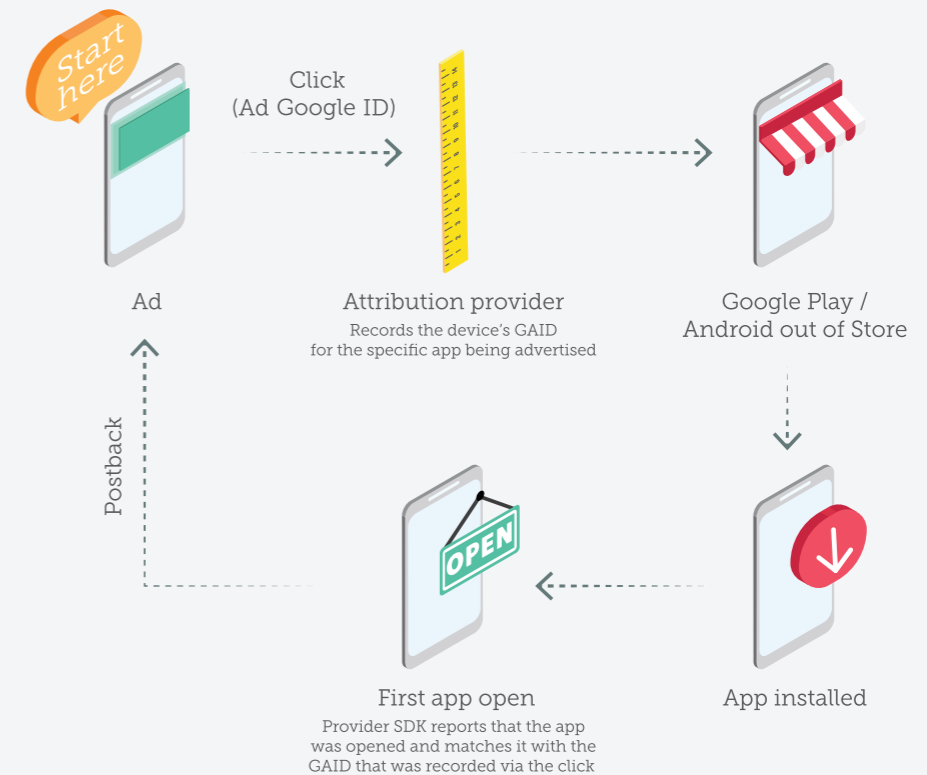 Start
here
Click
(Ad Google ID)
Ad
Attribution provider
Records the device's GAID
for the specific app being advertised
Google Play /
Android out of Store
Postback
OPEN
First app open
Provider SDK reports that the app
was opened and matches it with the
GAID that was recorded via the click
App installed